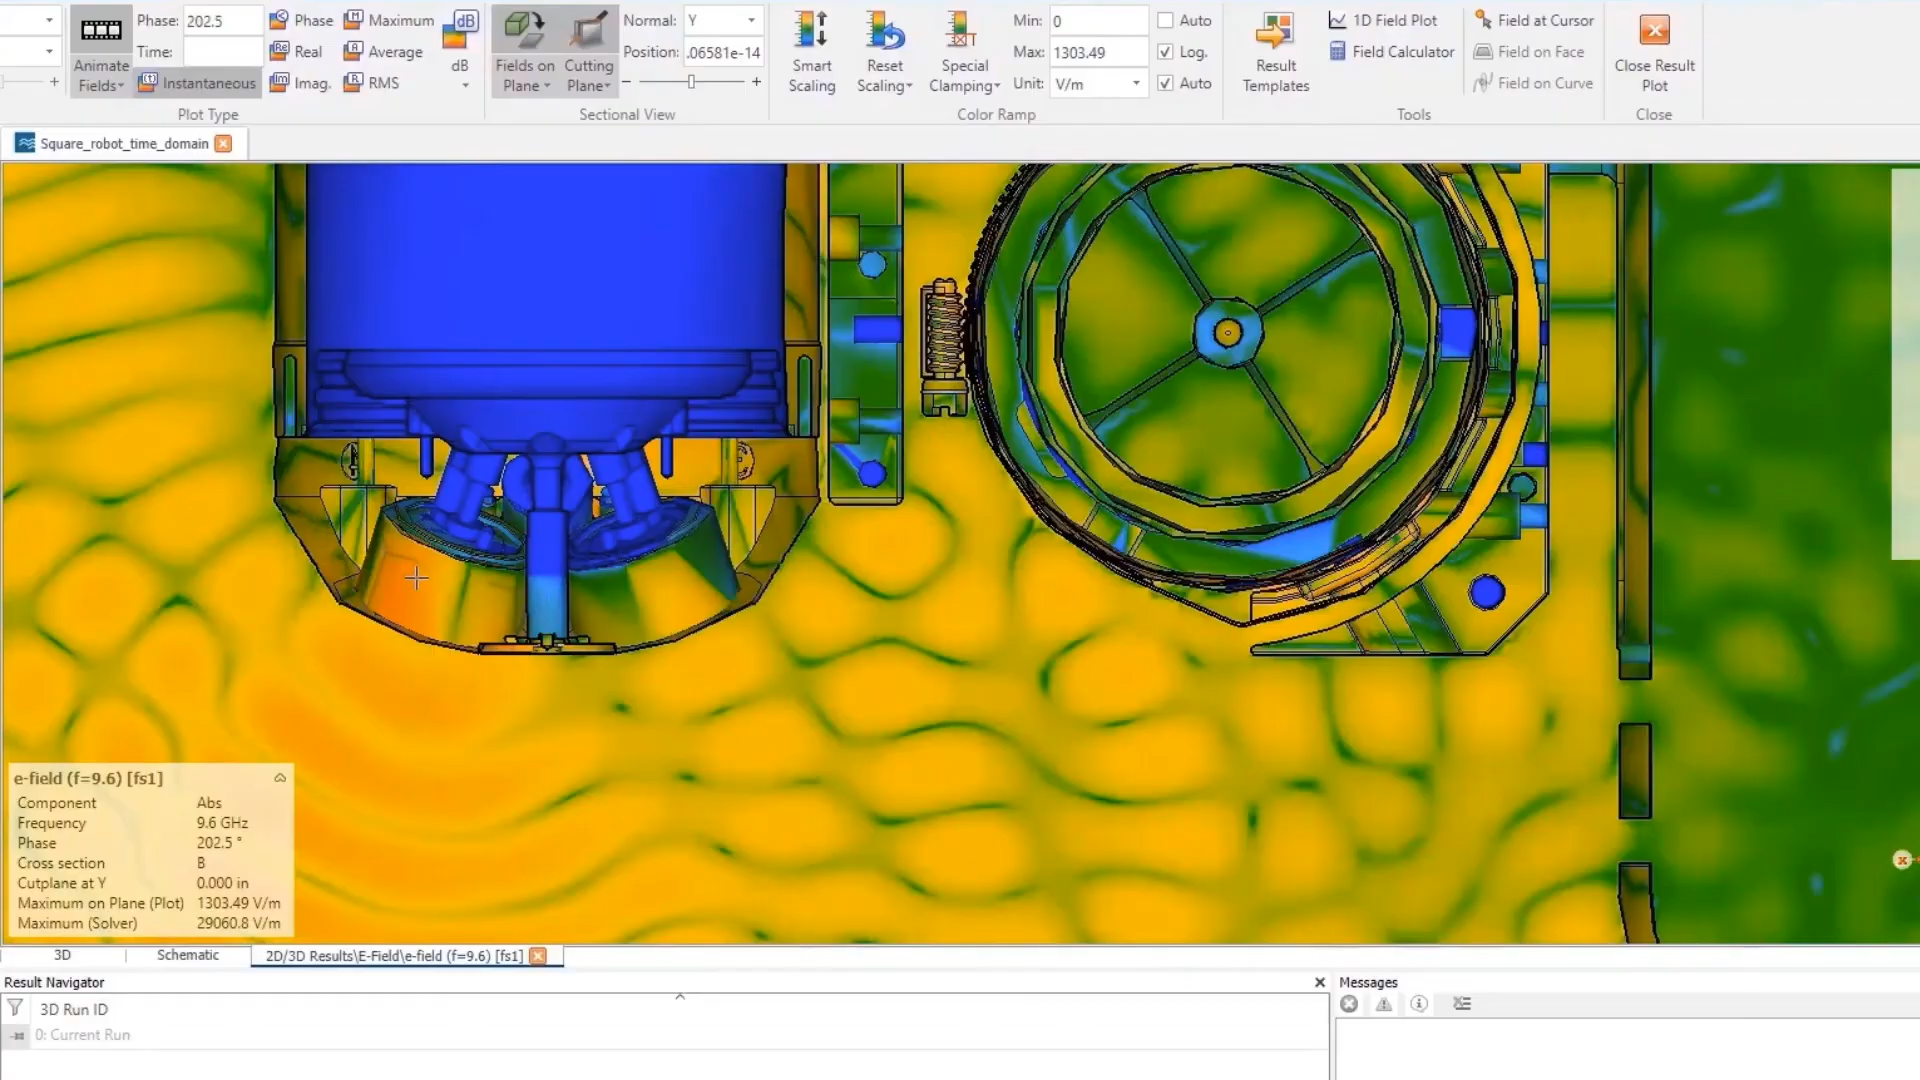 Animate
Fields
Phase: 202.5
Time:
Instantaneous
Phase
Real
Imag.
Maximum
Average
RMS
dB
dB
Plot Type
Fields on
Plane
Cutting
Plane
Normal: Y
Position: .06581e-14
Sectional View
Smart
Scaling
Reset
Scaling
Special
Clamping
Min: 0
Max: 1303.49
Unit: V/m
Auto
Log.
Auto
Color Ramp
Result
Templates
1D Field Plot
Field Calculator
Field at Cursor
Field on Face
Field on Curve
Tools
Close Result
Plot
Close
Square_robot_time_domain
e-field (f=9.6) [fs1]
Component Abs
Frequency 9.6 GHz
Phase 202.5 °
Cross section B
Cutplane at Y 0.000 in
Maximum on Plane (Plot) 1303.49 V/m
Maximum (Solver) 29060.8 V/m
x
3D
Schematic
2D/3D Results\E-Field\e-field (f=9.6) [fs1]
Result Navigator
Messages
3D Run ID
0: Current Run